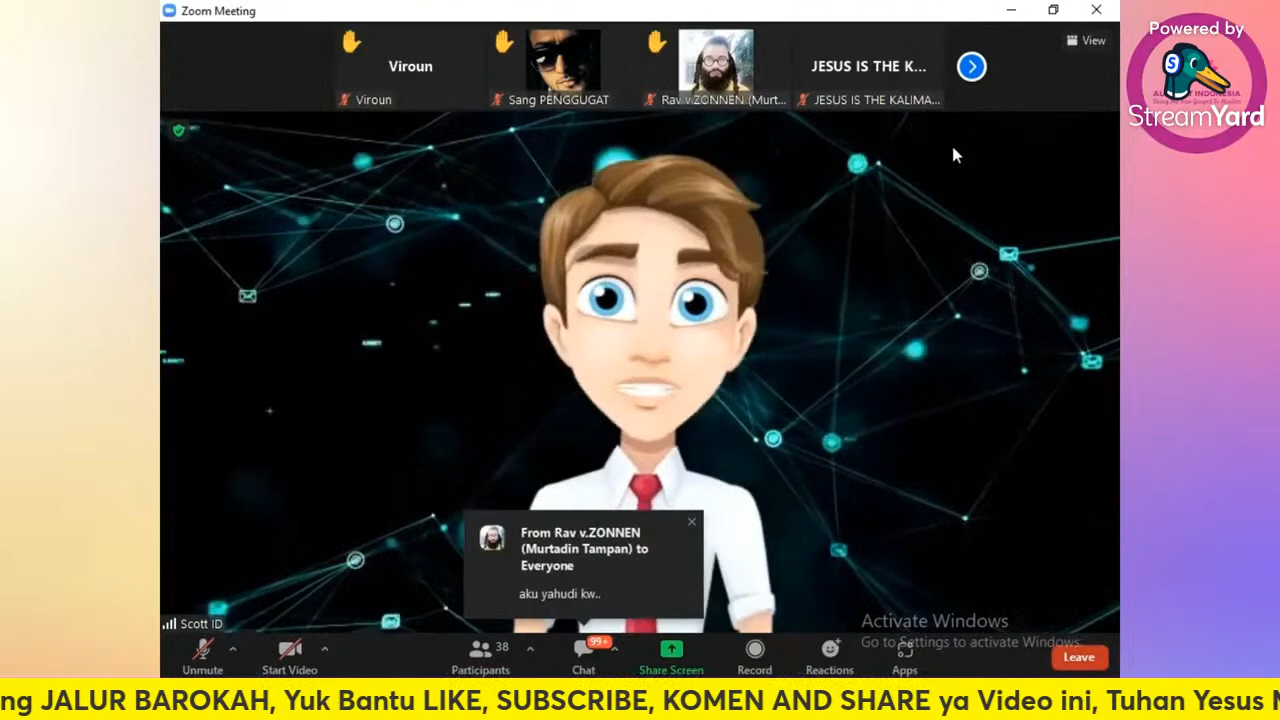 Zoom Meeting
Powered by
StreamYard
View
Viroun
JESUS IS THE K...
Viroun
Sang PENGGUGAT
Rav v.ZONNEN (Murt...
JESUS IS THE KALIMA...
From Rav v.ZONNEN
(Murtadin Tampan) to
Everyone
aku yahudi kw..
Scott ID
Activate Windows
Go to Settings to activate Windows.
38
99+
Unmute
Start Video
Participants
Chat
Share Screen
Record
Reactions
Apps
Leave
ng JALUR BAROKAH, Yuk Bantu LIKE, SUBSCRIBE, KOMEN AND SHARE ya Video ini, Tuhan Yesus